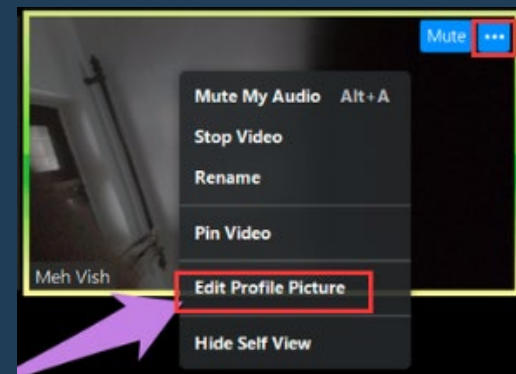 Mute ...
Mute My Audio Alt+A
Stop Video
Rename
Pin Video
Meh Vish
Edit Profile Picture
Hide Self View